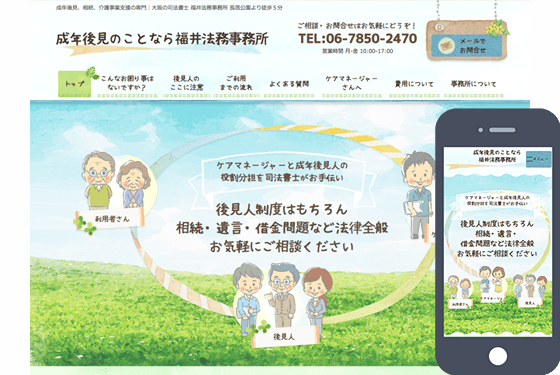 成年後見、相続、介護事業支援の専門｜大阪の司法書士 福井法務事務所 長居公園より徒歩５分
成年後見のことなら福井法務事務所
ご相談・お問合せはお気軽にどうぞ！
TEL:06-7850-2470
営業時間 月-金 10:00-17:00
メールで
お問合せ
トップ
こんなお困り事は
ないですか？
後見人の
ここに注意
ご利用
までの流れ
よくある質問
ケアマネージャー
さんへ
費用について
事務所について
ケアマネージャーと成年後見人の
役割分担を司法書士がお手伝い
後見人制度はもちろん
相続・遺言・借金問題など法律全般
お気軽にご相談ください
利用者さん
後見人
ケ
成年後見のことなら
福井法務事務所
メニュー
ケアマネージャーと成年後見人の
役割分担を司法書士がお手伝い
後見人制度はもちろん
相続・遺言・
借金問題など法律全般
お気軽にご相談ください
利用者さん
ケアマネージャー
後見人